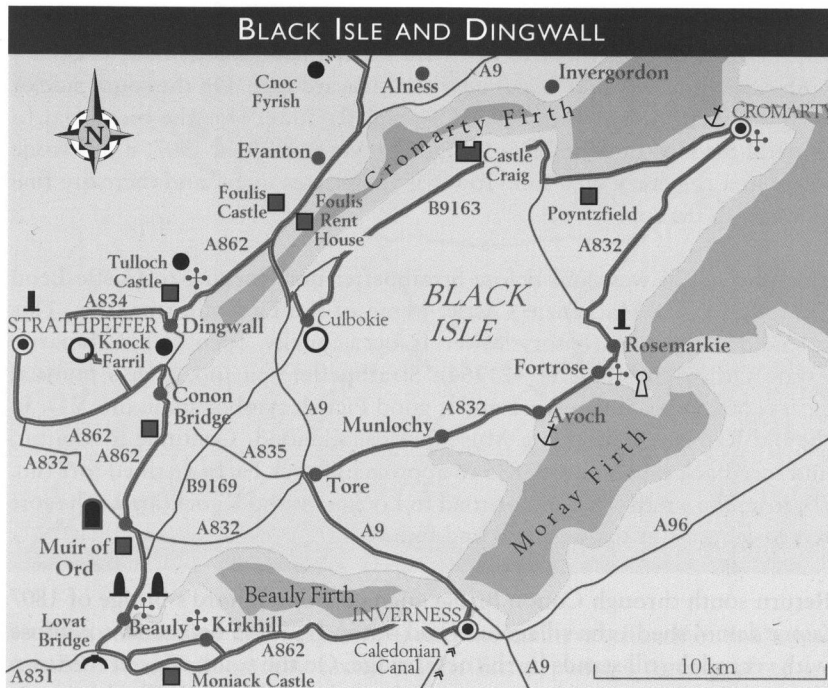 BLACK ISLE AND DINGWALL
Cnoc
Fyrish
Alness
A9
Invergordon
N
CROMARTY
Cromarty Firth
Evanton
Castle
Craig
Foulis
Castle
Foulis
Rent
House
B9163
Poyntzfield
A862
A832
Tulloch
Castle
A834
STRATHPEFFER
Dingwall
Culbokie
BLACK
ISLE
Knock
Farril
Rosemarkie
Fortrose
Conon
Bridge
A9
A832
Avoch
Munlochy
A862
A832
A862
A835
B9169
Tore
Moray Firth
A832
A9
A96
Muir of
Ord
Beauly Firth
INVERNESS
Lovat
Bridge
Beauly
Kirkhill
A862
Caledonian
Canal
A831
Moniack Castle
A9
10 km